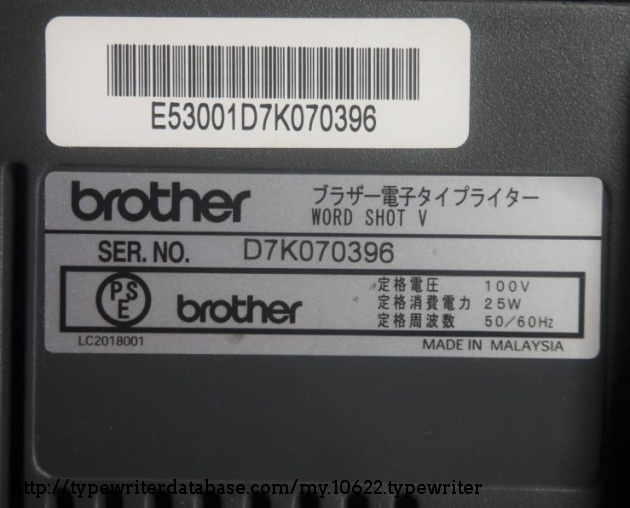 E53001D7K070396
brother ブラザー電子タイプライター
WORD SHOT V
SER. NO. D7K070396
PSE brother
定格電圧 100V
定格消費電力 25W
定格周波数 50/60Hz
LC2018001 MADE IN MALAYSIA
http://typewriterdatabase.com/my.10622.typewriter